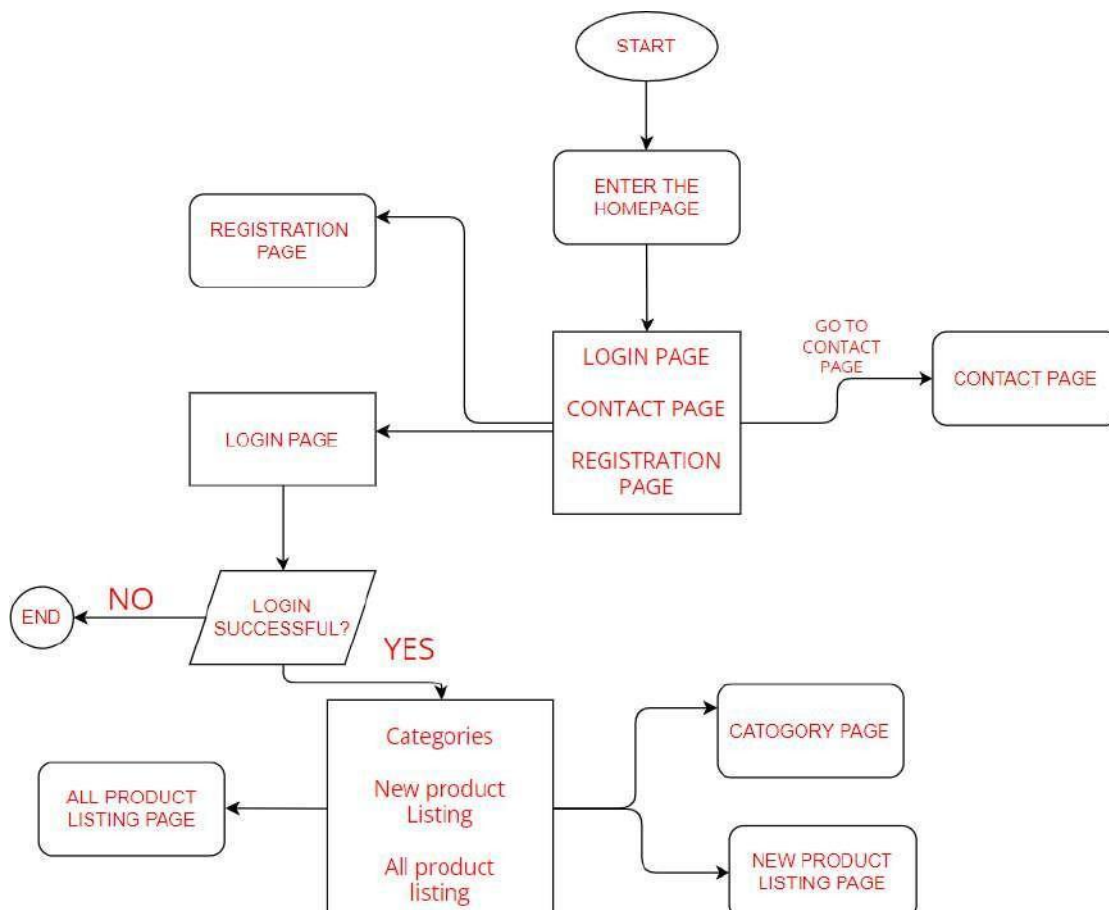 START
ENTER THE
HOMEPAGE
REGISTRATION
PAGE
LOGIN PAGE
CONTACT PAGE
REGISTRATION
PAGE
GO TO
CONTACT
PAGE
CONTACT PAGE
LOGIN PAGE
LOGIN
SUCCESSFUL?
NO
END
YES
Categories
New product
Listing
All product
listing
CATOGORY PAGE
ALL PRODUCT
LISTING PAGE
NEW PRODUCT
LISTING PAGE